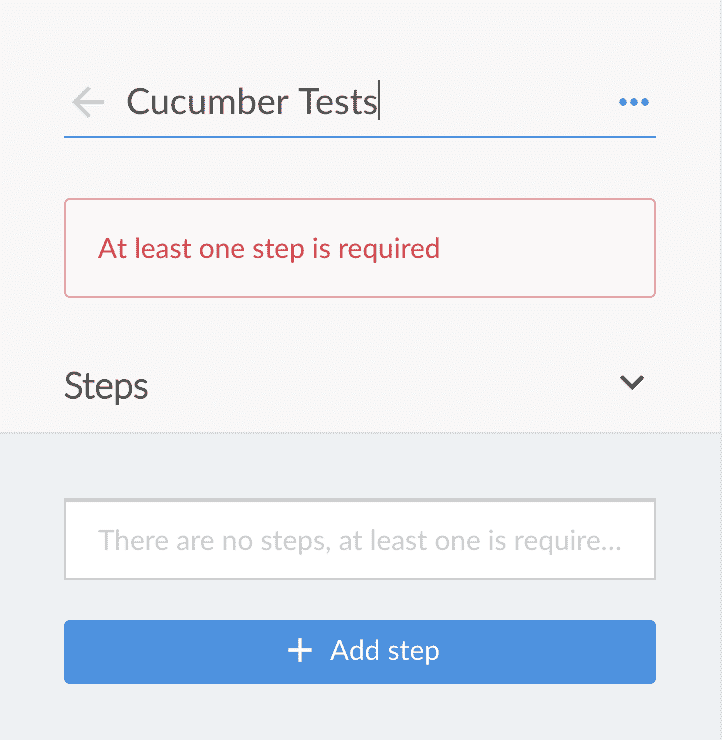 Cucumber Tests
At least one step is required
Steps
There are no steps, at least one is require...
Add step